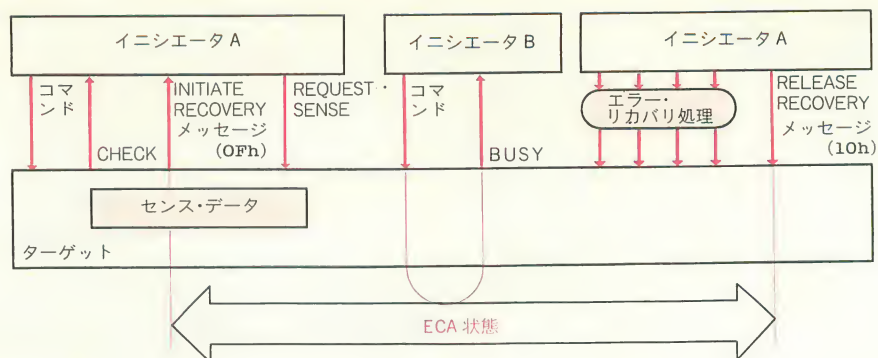 イニシエータA
イニシエータB
イニシエータA
コマンド
CHECK
INITIATE
RECOVERY
メッセージ
(0Fh)
REQUEST・
SENSE
コマンド
BUSY
エラー・
リカバリ処理
RELEASE
RECOVERY
メッセージ
(10h)
センス・データ
ターゲット
ECA 状態